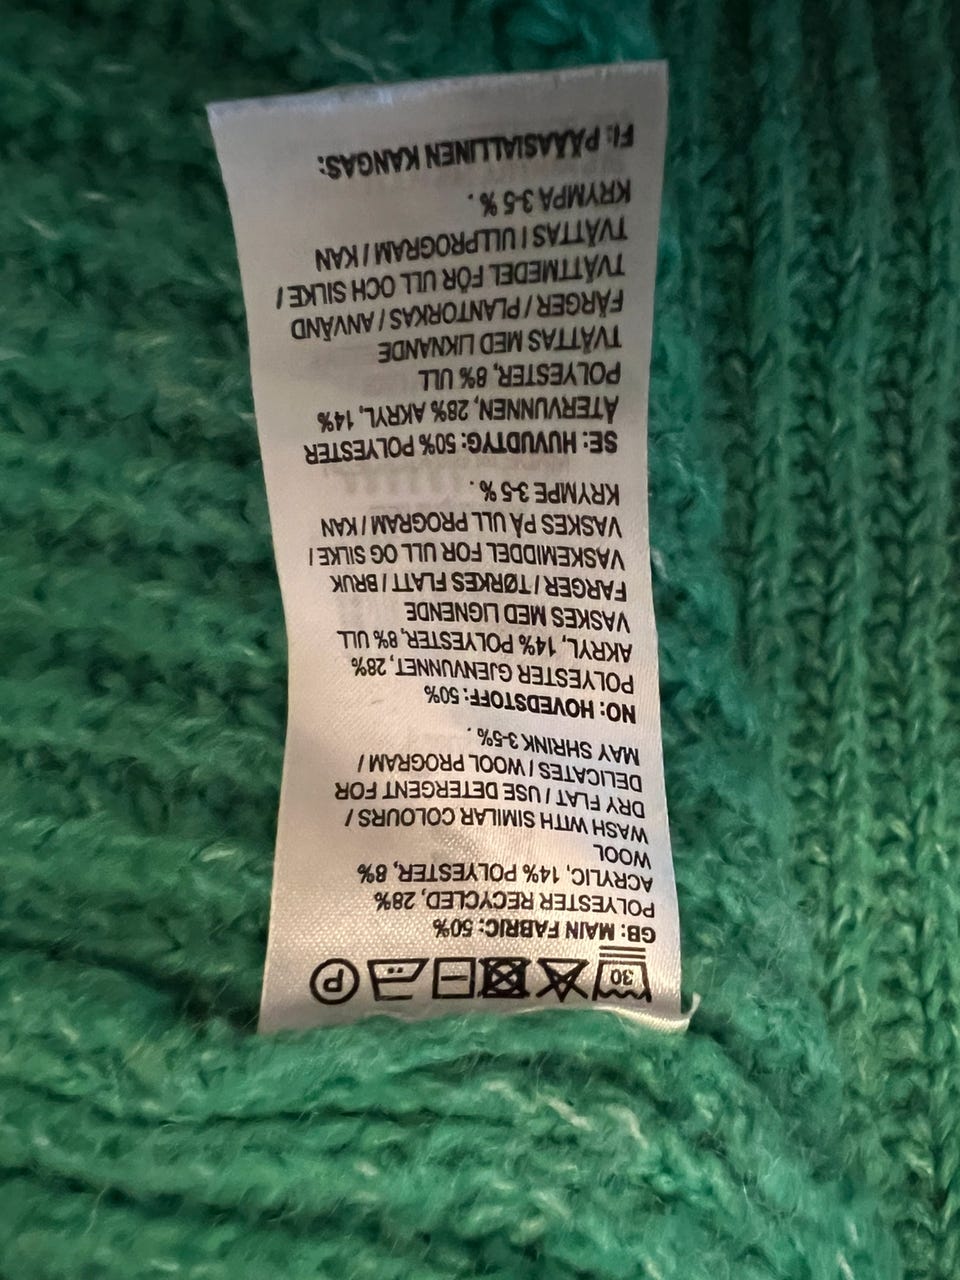 30
P
GB: MAIN FABRIC: 50%
POLYESTER RECYCLED, 28%
ACRYLIC, 14% POLYESTER, 8%
WOOL
WASH WITH SIMILAR COLOURS /
DRY FLAT / USE DETERGENT FOR
DELICATES / WOOL PROGRAM /
MAY SHRINK 3-5% .
NO: HOVEDSTOFF: 50%
POLYESTER GJENVUNNET, 28%
AKRYL, 14% POLYESTER, 8% ULL
VASKES MED LIGNENDE
FARGER / TØRKES FLATT / BRUK
VASKEMIDDEL FOR ULL OG SILKE /
VASKES PÅ ULL PROGRAM / KAN
KRYMPE 3-5% .
SE: HUVUDTYG: 50% POLYESTER
ÅTERVUNNEN, 28% AKRYL, 14%
POLYESTER, 8% ULL
TVÄTTAS MED LIKNANDE
FÄRGER / PLANTORKAS / ANVÄND
TVÄTTMEDEL FÖR ULL OCH SILKE /
TVÄTTAS I ULLPROGRAM / KAN
KRYMPA 3-5 % .
FI: PÄÄASIALLINEN KANGAS: